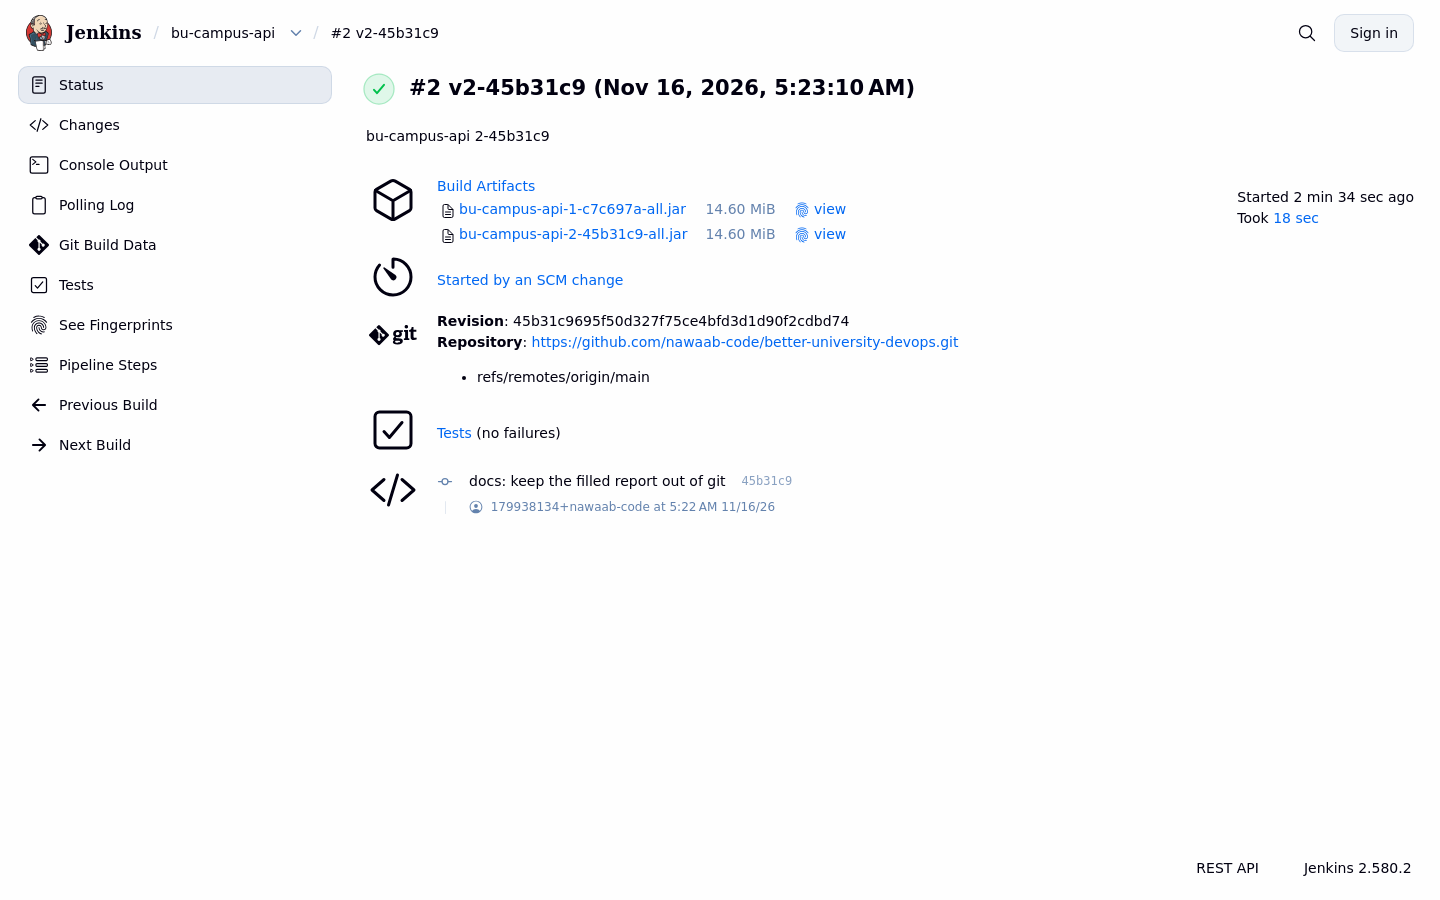 Jenkins / bu-campus-api / #2 v2-45b31c9
Sign in
Status
Changes
Console Output
Polling Log
Git Build Data
Tests
See Fingerprints
Pipeline Steps
Previous Build
Next Build
#2 v2-45b31c9 (Nov 16, 2026, 5:23:10 AM)
bu-campus-api 2-45b31c9
Started 2 min 34 sec ago
Took 18 sec
Build Artifacts
bu-campus-api-1-c7c697a-all.jar 14.60 MiB view
bu-campus-api-2-45b31c9-all.jar 14.60 MiB view
Started by an SCM change
git
Revision: 45b31c9695f50d327f75ce4bfd3d1d90f2cdbd74
Repository: https://github.com/nawaab-code/better-university-devops.git
• refs/remotes/origin/main
Tests (no failures)
docs: keep the filled report out of git 45b31c9
179938134+nawaab-code at 5:22 AM 11/16/26
REST API Jenkins 2.580.2